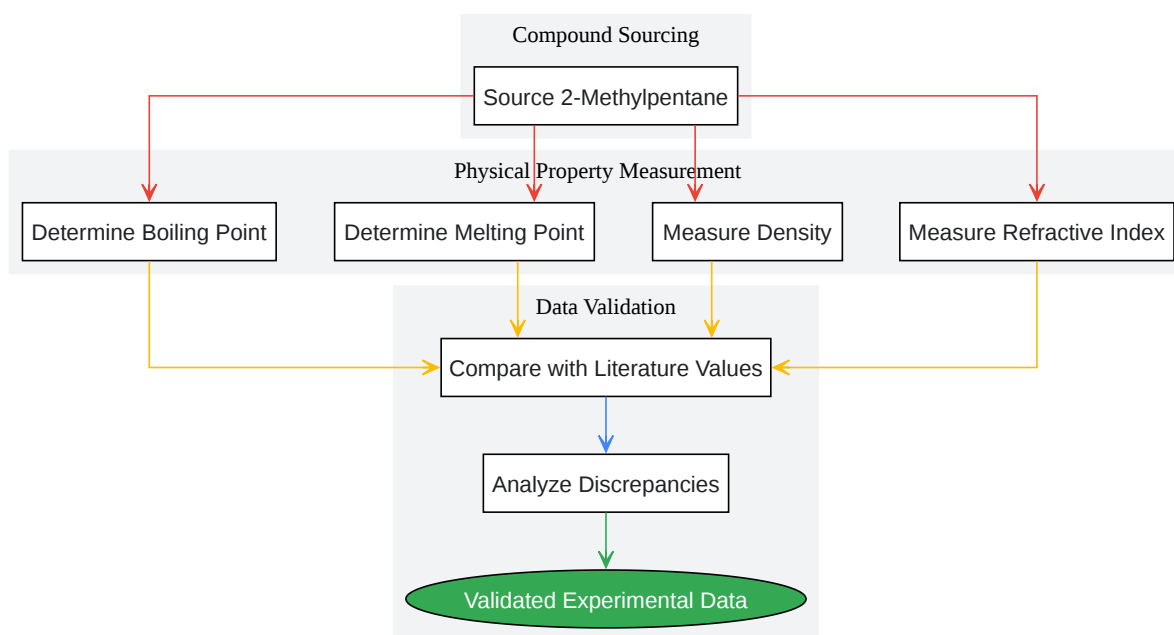 Compound Sourcing
Source 2-Methylpentane
Physical Property Measurement
Determine Boiling Point
Determine Melting Point
Measure Density
Measure Refractive Index
Data Validation
Compare with Literature Values
Analyze Discrepancies
Validated Experimental Data